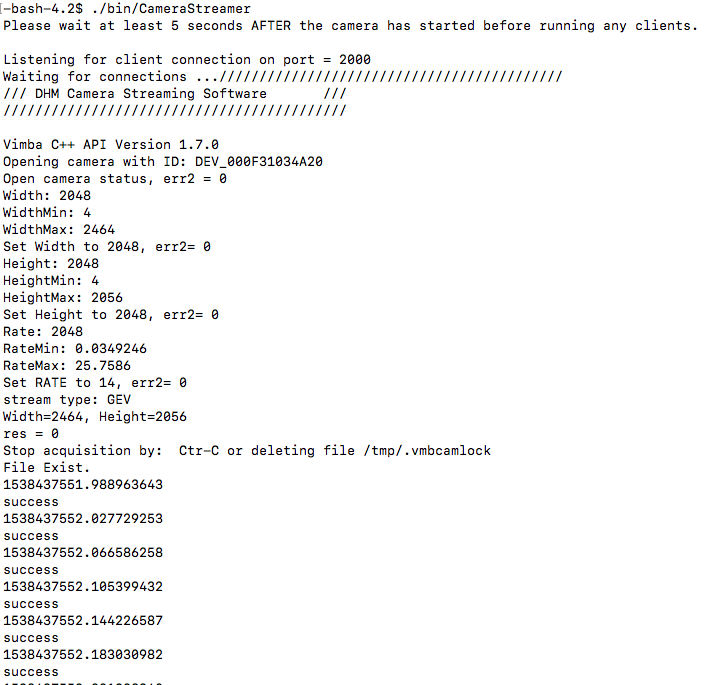 [-bash-4.2$ ./bin/CameraStreamer
Please wait at least 5 seconds AFTER the camera has started before running any clients.
Listening for client connection on port = 2000
Waiting for connections ...///////////////////////////////////////////
/// DHM Camera Streaming Software       ///
///////////////////////////////////////////
Vimba C++ API Version 1.7.0
Opening camera with ID: DEV_000F31034A20
Open camera status, err2 = 0
Width: 2048
WidthMin: 4
WidthMax: 2464
Set Width to 2048, err2= 0
Height: 2048
HeightMin: 4
HeightMax: 2056
Set Height to 2048, err2= 0
Rate: 2048
RateMin: 0.0349246
RateMax: 25.7586
Set RATE to 14, err2= 0
stream type: GEV
Width=2464, Height=2056
res = 0
Stop acquisition by:  Ctr-C or deleting file /tmp/.vmbcamlock
File Exist.
1538437551.988963643
success
1538437552.027729253
success
1538437552.066586258
success
1538437552.105399432
success
1538437552.144226587
success
1538437552.183030982
success